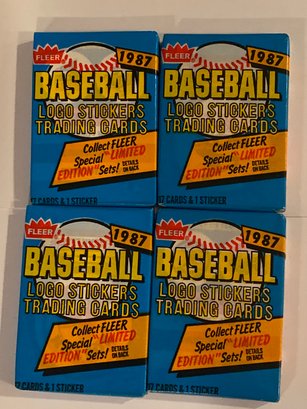 FLEER
1987
BASEBALL
LOGO STICKERS
TRADING CARDS
Collect FLEER
Special "LIMITED
EDITION" Sets! DETAILS ON BACK
17 CARDS & 1 STICKER
FLEER
1987
BASEBALL
LOGO STICKERS
TRADING CARDS
Collect FLEER
Special "LIMITED
EDITION" Sets! DETAILS ON BACK
17 CARDS & 1 STICKER
FLEER
1987
BASEBALL
LOGO STICKERS
TRADING CARDS
Collect FLEER
Special "LIMITED
EDITION" Sets! DETAILS ON BACK
17 CARDS & 1 STICKER
FLEER
1987
BASEBALL
LOGO STICKERS
TRADING CARDS
Collect FLEER
Special "LIMITED
EDITION" Sets! DETAILS ON BACK
17 CARDS & 1 STICKER